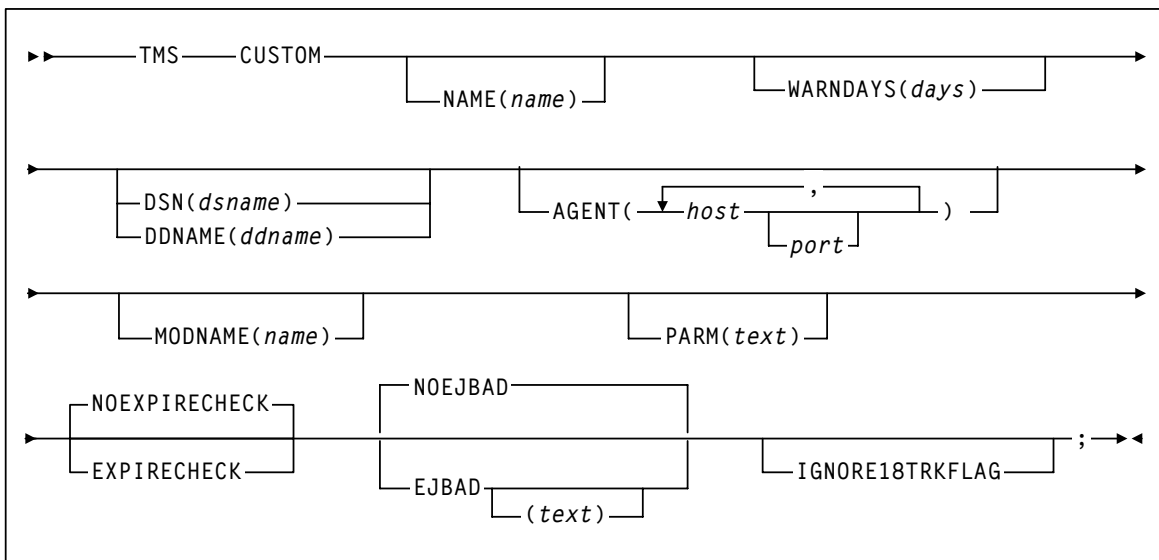 TMS CUSTOM
NAME(name)
WARNDAYS(days)
DSN(dsname)
DDNAME(ddname)
,
AGENT( host )
port
MODNAME(name)
PARM(text)
NOEXPIRECHECK
EXPIRECHECK
NOEJBAD
EJBAD
(text)
IGNORE18TRKFLAG
;